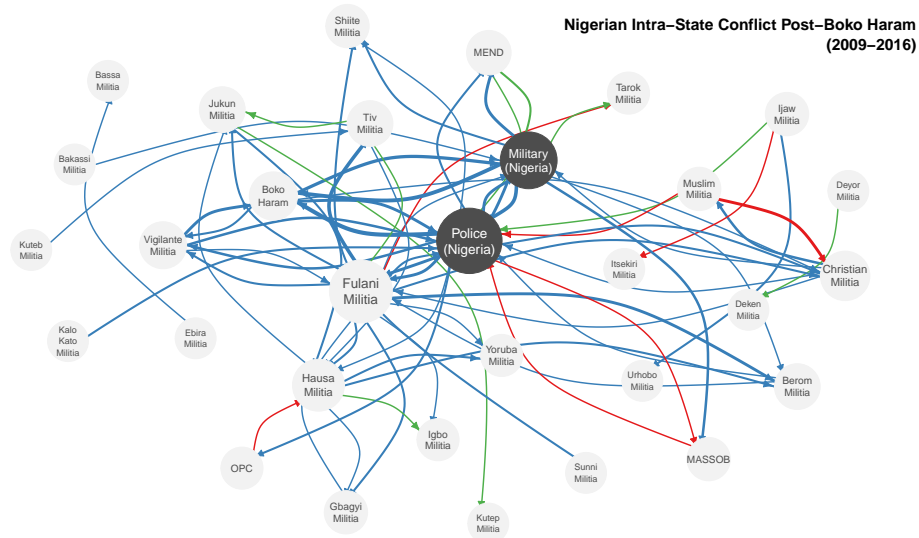 Nigerian Intra−State Conflict Post−Boko Haram
(2009−2016)
Shiite
Militia
MEND
Bassa
Militia
Tarok
Militia
Jukun
Militia
Tiv
Militia
Ijaw
Militia
Bakassi
Militia
Military
(Nigeria)
Boko
Haram
Muslim
Militia
Deyor
Militia
Kuteb
Militia
Vigilante
Militia
Police
(Nigeria)
Itsekiri
Militia
Christian
Militia
Fulani
Militia
Deken
Militia
Kalo
Kato
Militia
Ebira
Militia
Yoruba
Militia
Hausa
Militia
Urhobo
Militia
Berom
Militia
Igbo
Militia
OPC
MASSOB
Sunni
Militia
Gbagyi
Militia
Kutep
Militia